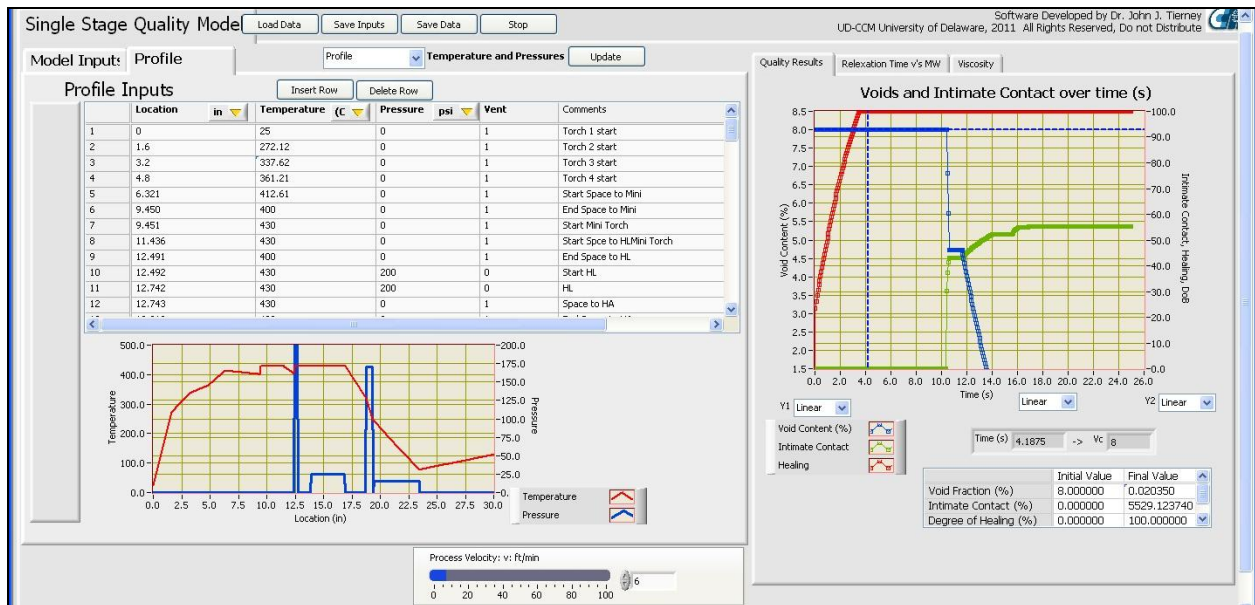 Single Stage Quality Model Load Data Save Inputs Save Data Stop
Software Developed by Dr. John J. Tierney
UD-CCM University of Delaware, 2011 All Rights Reserved, Do not Distribute
Model Inputs Profile Profile Temperature and Pressures Update
Profile Inputs Insert Row Delete Row
Location in Temperature (C Pressure psi Vent Comments
1 0 25 0 1 Torch 1 start
2 1.6 272.12 0 1 Torch 2 start
3 3.2 337.62 0 1 Torch 3 start
4 4.8 361.21 0 1 Torch 4 start
5 6.321 412.61 0 1 Start Space to Mini
6 9.450 400 0 1 End Space to Mini
7 9.451 430 0 1 Start Mini Torch
8 11.436 430 0 1 Start Spce to HLMini Torch
9 12.491 400 0 1 End Space to HL
10 12.492 430 200 0 Start HL
11 12.742 430 200 0 HL
12 12.743 430 0 1 Space to HA
500.0 400.0 300.0 200.0 100.0 0.0
Temperature
200.0 175.0 150.0 125.0 100.0 75.0 50.0 25.0 0.
Pressure
0.0 2.5 5.0 7.5 10.0 12.5 15.0 17.5 20.0 22.5 25.0 27.5 30.0
Location (in)
Temperature
Pressure
Process Velocity: v: ft/min
0 20 40 60 80 100
6
Quality Results Relexation Time v's MW Viscosity
Voids and Intimate Contact over time (s)
8.5 8.0 7.5 7.0 6.5 6.0 5.5 5.0 4.5 4.0 3.5 3.0 2.5 2.0 1.5
Void Content (%)
100.0 90.0 80.0 70.0 60.0 50.0 40.0 30.0 20.0 10.0 0.0
Intimate Contact, Healing, DoB
0.0 2.0 4.0 6.0 8.0 10.0 12.0 14.0 16.0 18.0 20.0 22.0 24.0 26.0
Time (s)
Y1 Linear Linear Y2 Linear
Void Content (%)
Intimate Contact
Healing
Time (s) 4.1875 -> Vc 8
Initial Value Final Value
Void Fraction (%) 8.000000 0.020350
Intimate Contact (%) 0.000000 5529.123740
Degree of Healing (%) 0.000000 100.000000